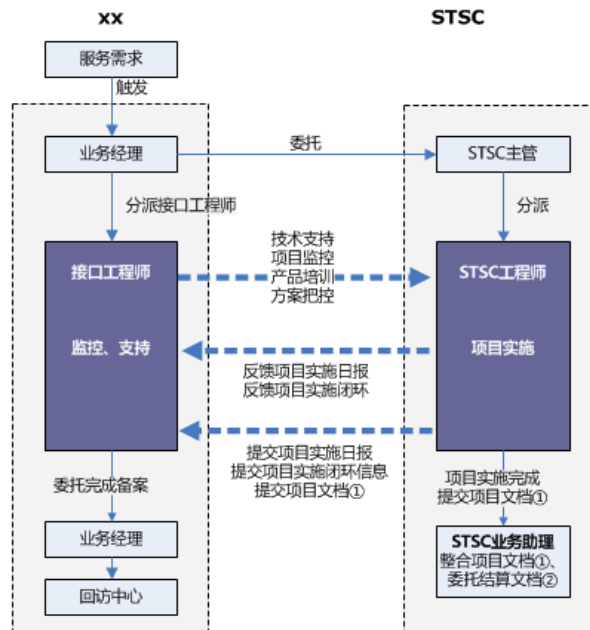 xx
STSC
服务需求
触发
业务经理
委托
STSC主管
分派接口工程师
分派
技术支持
项目监控
产品培训
方案把控
接口工程师
STSC工程师
监控、支持
项目实施
反馈项目实施日报
反馈项目实施闭环
提交项目实施日报
提交项目实施闭环信息
提交项目文档①
委托完成备案
项目实施完成
提交项目文档①
业务经理
STSC业务助理
整合项目文档①、
委托结算文档②
回访中心